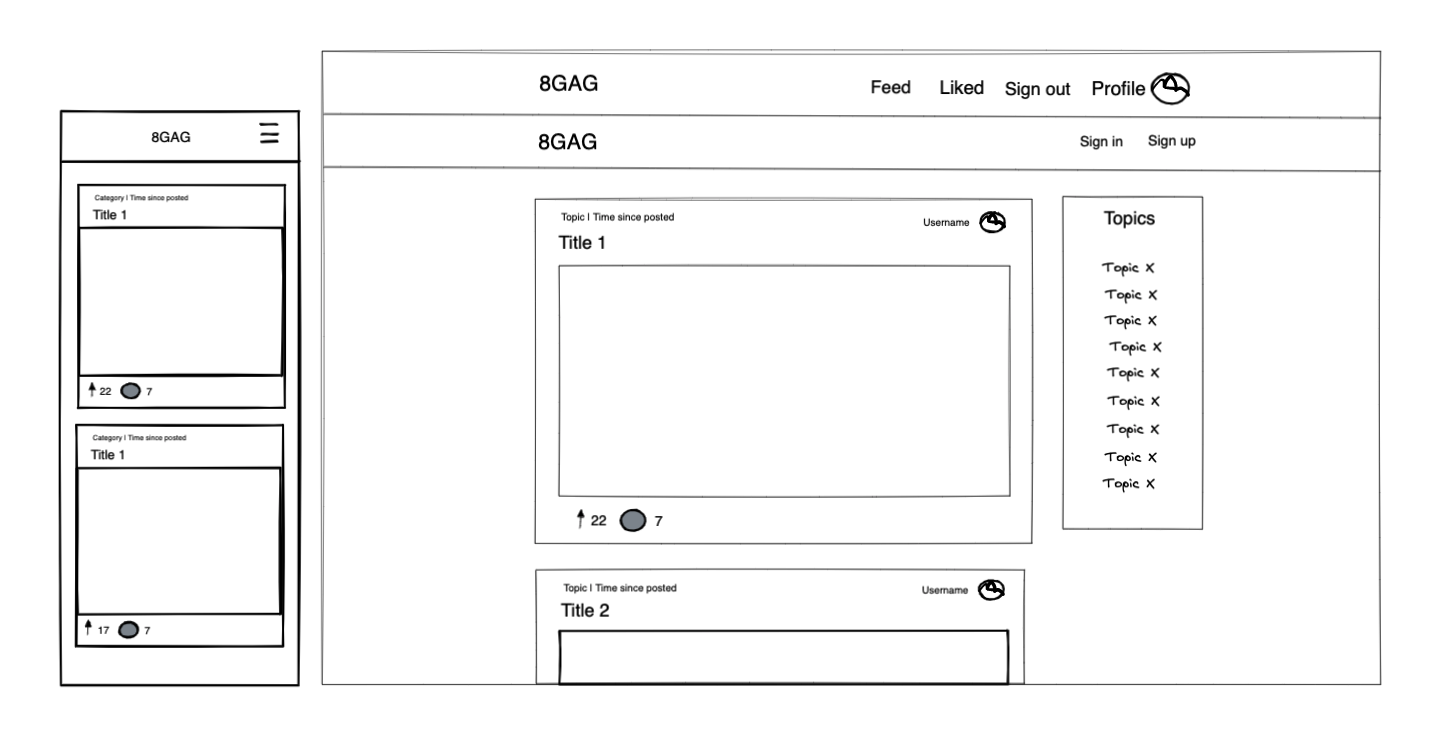 8GAG
Category | Time since posted
Title 1
22 7
Category | Time since posted
Title 1
17 7
8GAG Feed Liked Sign out Profile
8GAG Sign in Sign up
Topic | Time since posted Username
Title 1
22 7
Topic | Time since posted Username
Title 2
Topics
Topic X
Topic X
Topic X
Topic X
Topic X
Topic X
Topic X
Topic X
Topic X